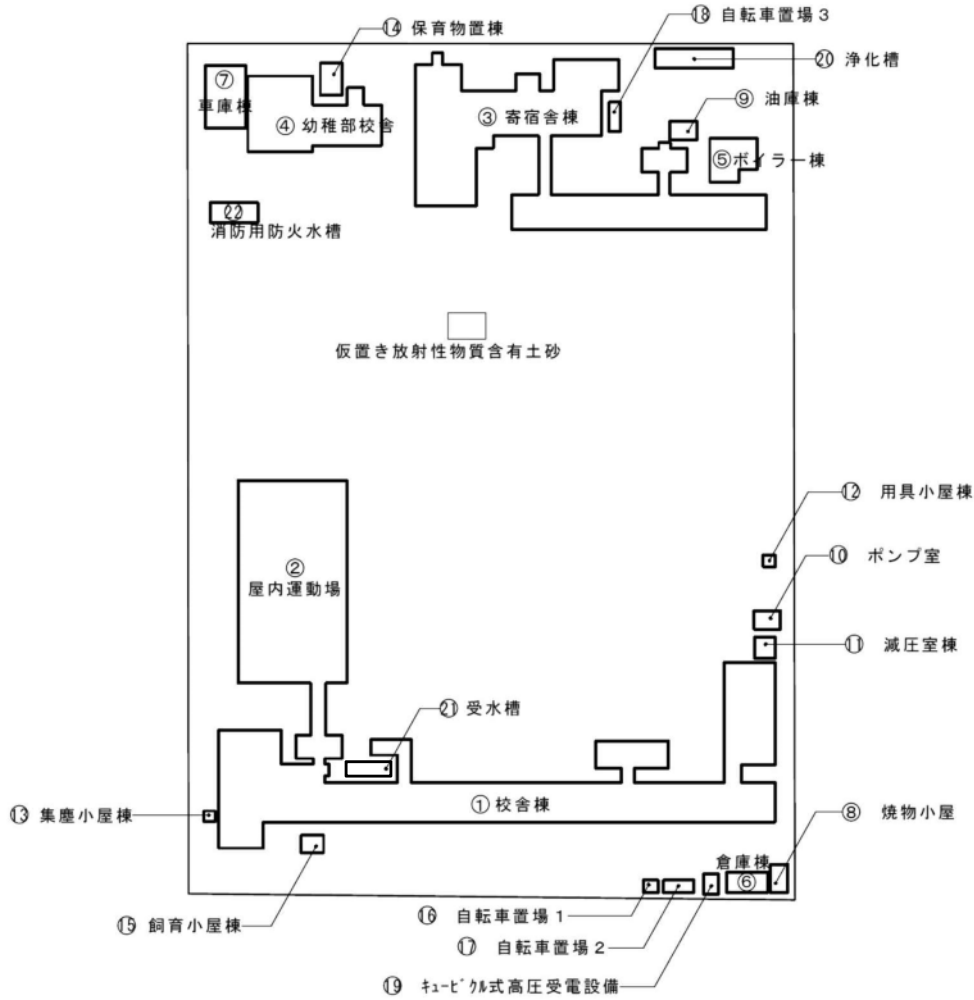 ⑱ 自転車置場3
⑭ 保育物置棟
⑳ 浄化槽
⑦
車庫棟
⑨ 油庫棟
③ 寄宿舎棟
④ 幼稚部校舎
⑤ボイラー棟
㉒
消防用防火水槽
仮置き放射性物質含有土砂
⑫ 用具小屋棟
⑩ ポンプ室
②
屋内運動場
⑪ 減圧室棟
㉑ 受水槽
①校舎棟
⑬ 集塵小屋棟
⑧ 焼物小屋
倉庫棟
⑥
⑯ 自転車置場1
⑮ 飼育小屋棟
⑰ 自転車置場2
⑲ ｷｭｰﾋﾞｸﾙ式高圧受電設備